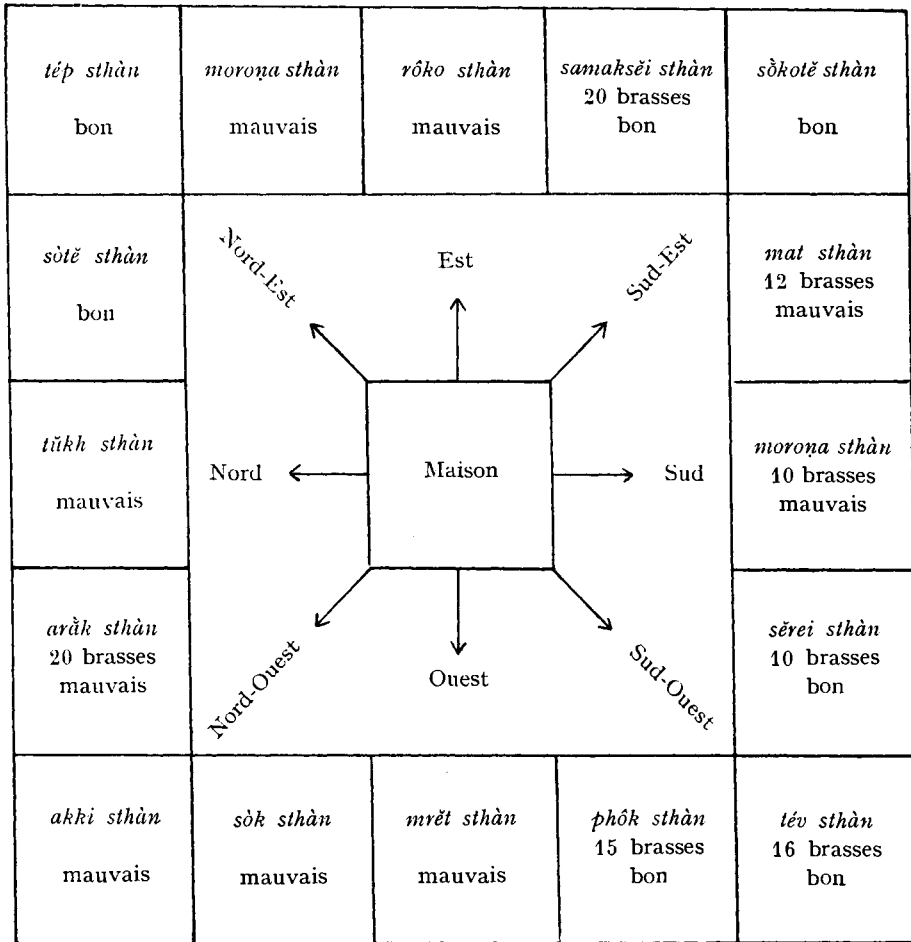 tép sthàn
bon
moroṇa sthàn
mauvais
rôko sthàn
mauvais
samaksĕi sthàn
20 brasses
bon
sŏ̀kotĕ sthàn
bon
sòtĕ sthàn
bon
mat sthàn
12 brasses
mauvais
tŭkh sthàn
mauvais
moroṇa sthàn
10 brasses
mauvais
arằk sthàn
20 brasses
mauvais
sĕrei sthàn
10 brasses
bon
akki sthàn
mauvais
sòk sthàn
mauvais
mrĕt sthàn
mauvais
phôk sthàn
15 brasses
bon
tév sthàn
16 brasses
bon
Nord-Est
Est
Sud-Est
Nord
Maison
Sud
Nord-Ouest
Ouest
Sud-Ouest